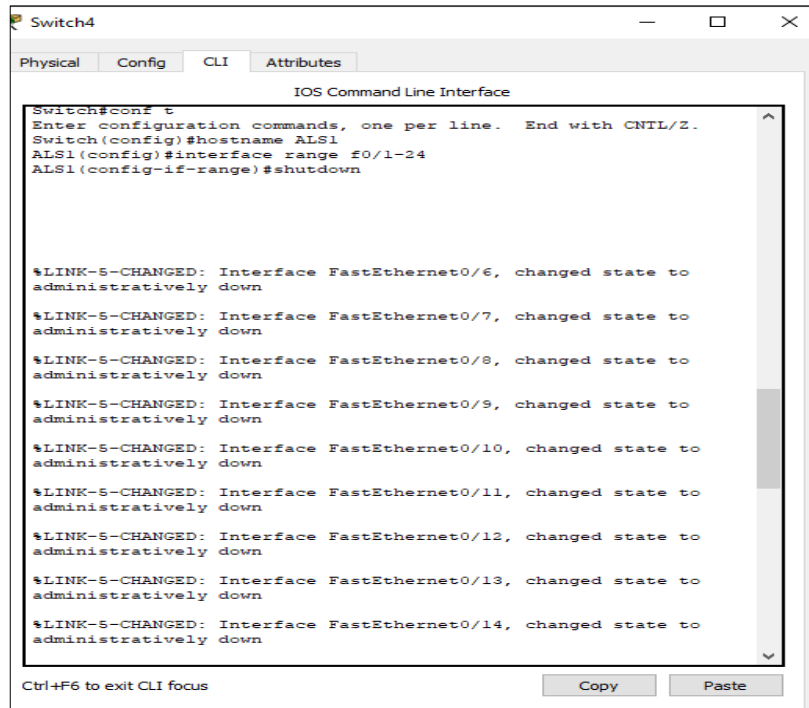 Switch4
Physical Config CLI Attributes
IOS Command Line Interface
Switch#conf t
Enter configuration commands, one per line. End with CNTL/Z.
Switch(config)#hostname ALS1
ALS1(config)#interface range f0/1-24
ALS1(config-if-range)#shutdown
%LINK-5-CHANGED: Interface FastEthernet0/6, changed state to
administratively down
%LINK-5-CHANGED: Interface FastEthernet0/7, changed state to
administratively down
%LINK-5-CHANGED: Interface FastEthernet0/8, changed state to
administratively down
%LINK-5-CHANGED: Interface FastEthernet0/9, changed state to
administratively down
%LINK-5-CHANGED: Interface FastEthernet0/10, changed state to
administratively down
%LINK-5-CHANGED: Interface FastEthernet0/11, changed state to
administratively down
%LINK-5-CHANGED: Interface FastEthernet0/12, changed state to
administratively down
%LINK-5-CHANGED: Interface FastEthernet0/13, changed state to
administratively down
%LINK-5-CHANGED: Interface FastEthernet0/14, changed state to
administratively down
Ctrl+F6 to exit CLI focus Copy Paste